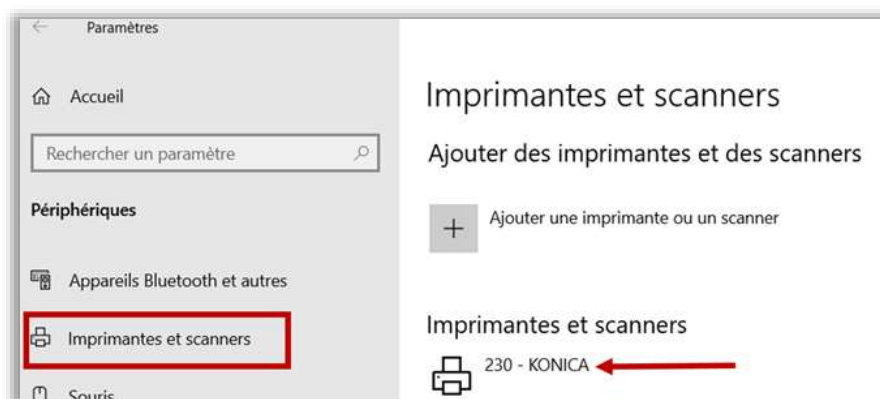 Paramètres
Accueil
Rechercher un paramètre
Périphériques
Appareils Bluetooth et autres
Imprimantes et scanners
Souris
Imprimantes et scanners
Ajouter des imprimantes et des scanners
Ajouter une imprimante ou un scanner
Imprimantes et scanners
230 - KONICA